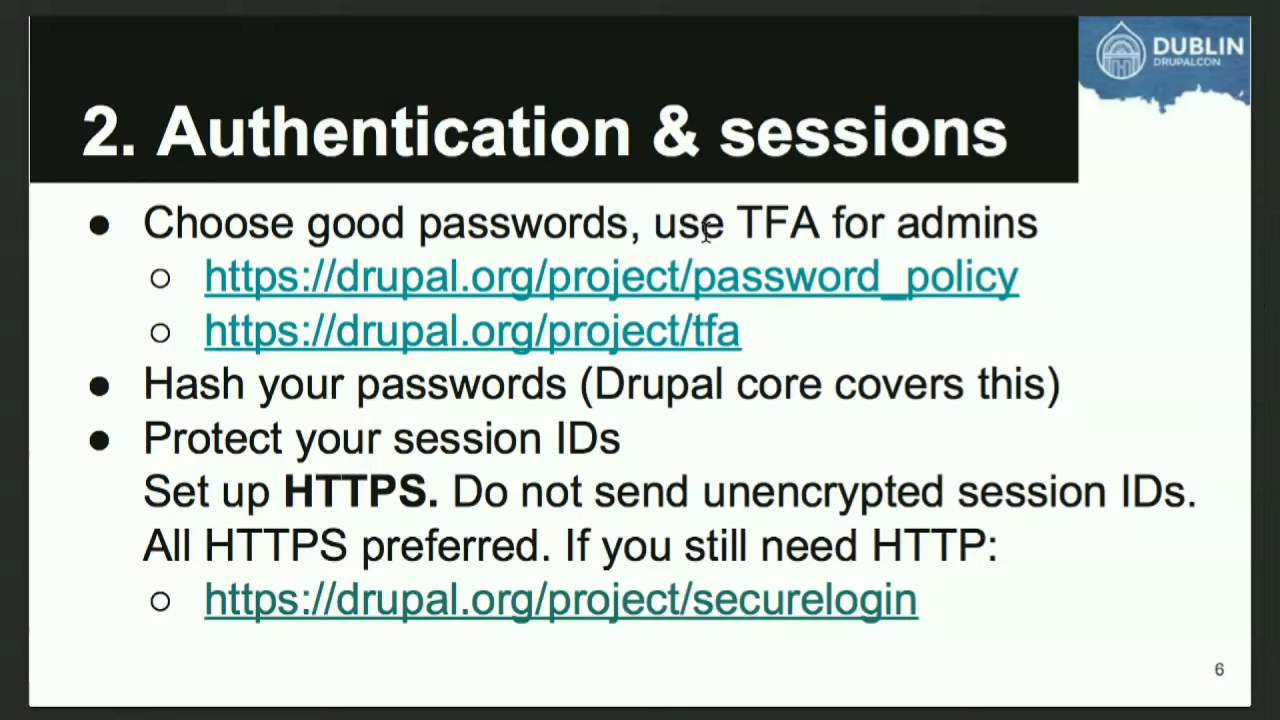 DUBLIN
DRUPALCON
2. Authentication & sessions
● Choose good passwords, use TFA for admins
○ https://drupal.org/project/password_policy
○ https://drupal.org/project/tfa
● Hash your passwords (Drupal core covers this)
● Protect your session IDs
Set up HTTPS. Do not send unencrypted session IDs.
All HTTPS preferred. If you still need HTTP:
○ https://drupal.org/project/securelogin
6